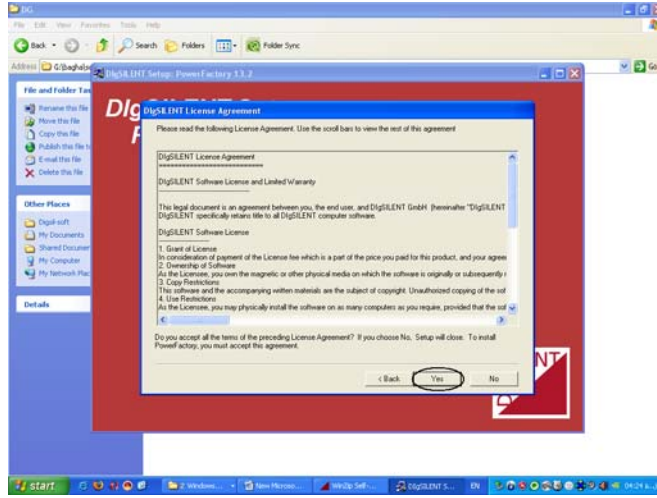 DG
File Edit View Favorites Tools Help
Back Search Folders Folder Sync
Address G:\baghal
Go
DIgSILENT Setup: PowerFactory 13.2
File and Folder Ta
Rename this file
Move this file
Copy this file
Publish this file t
E-mail this file
Delete this file
Other Places
Digsil-soft
My Documents
Shared Documen
My Computer
My Network Plac
Details
DIg
DIgSILENT License Agreement
Please read the following License Agreement. Use the scroll bars to view the rest of this agreement
DIgSILENT License Agreement
==========================
DIgSILENT Software License and Limited Warranty
This legal document is an agreement between you, the end user, and DIgSILENT GmbH (hereinafter "DIgSILENT
DIgSILENT specifically retains title to all DIgSILENT computer software.
DIgSILENT Software License
1. Grant of License
In consideration of payment of the License fee which is a part of the price you paid for this product, and your agreem
2. Ownership of Software
As the Licensee, you own the magnetic or other physical media on which the software is originally or subsequently r
3. Copy Restrictions
This software and the accompanying written materials are the subject of copyright. Unauthorized copying of the sof
4. Use Restrictions
As the Licensee, you may physically install the software on as many computers as you require, provided that the sof
Do you accept all the terms of the preceding License Agreement? If you choose No, Setup will close. To install
PowerFactory, you must accept this agreement.
< Back Yes No
NT
start 2 Windows... New Microso... WinZip Self-... DIgSILENT S... EN 04:24